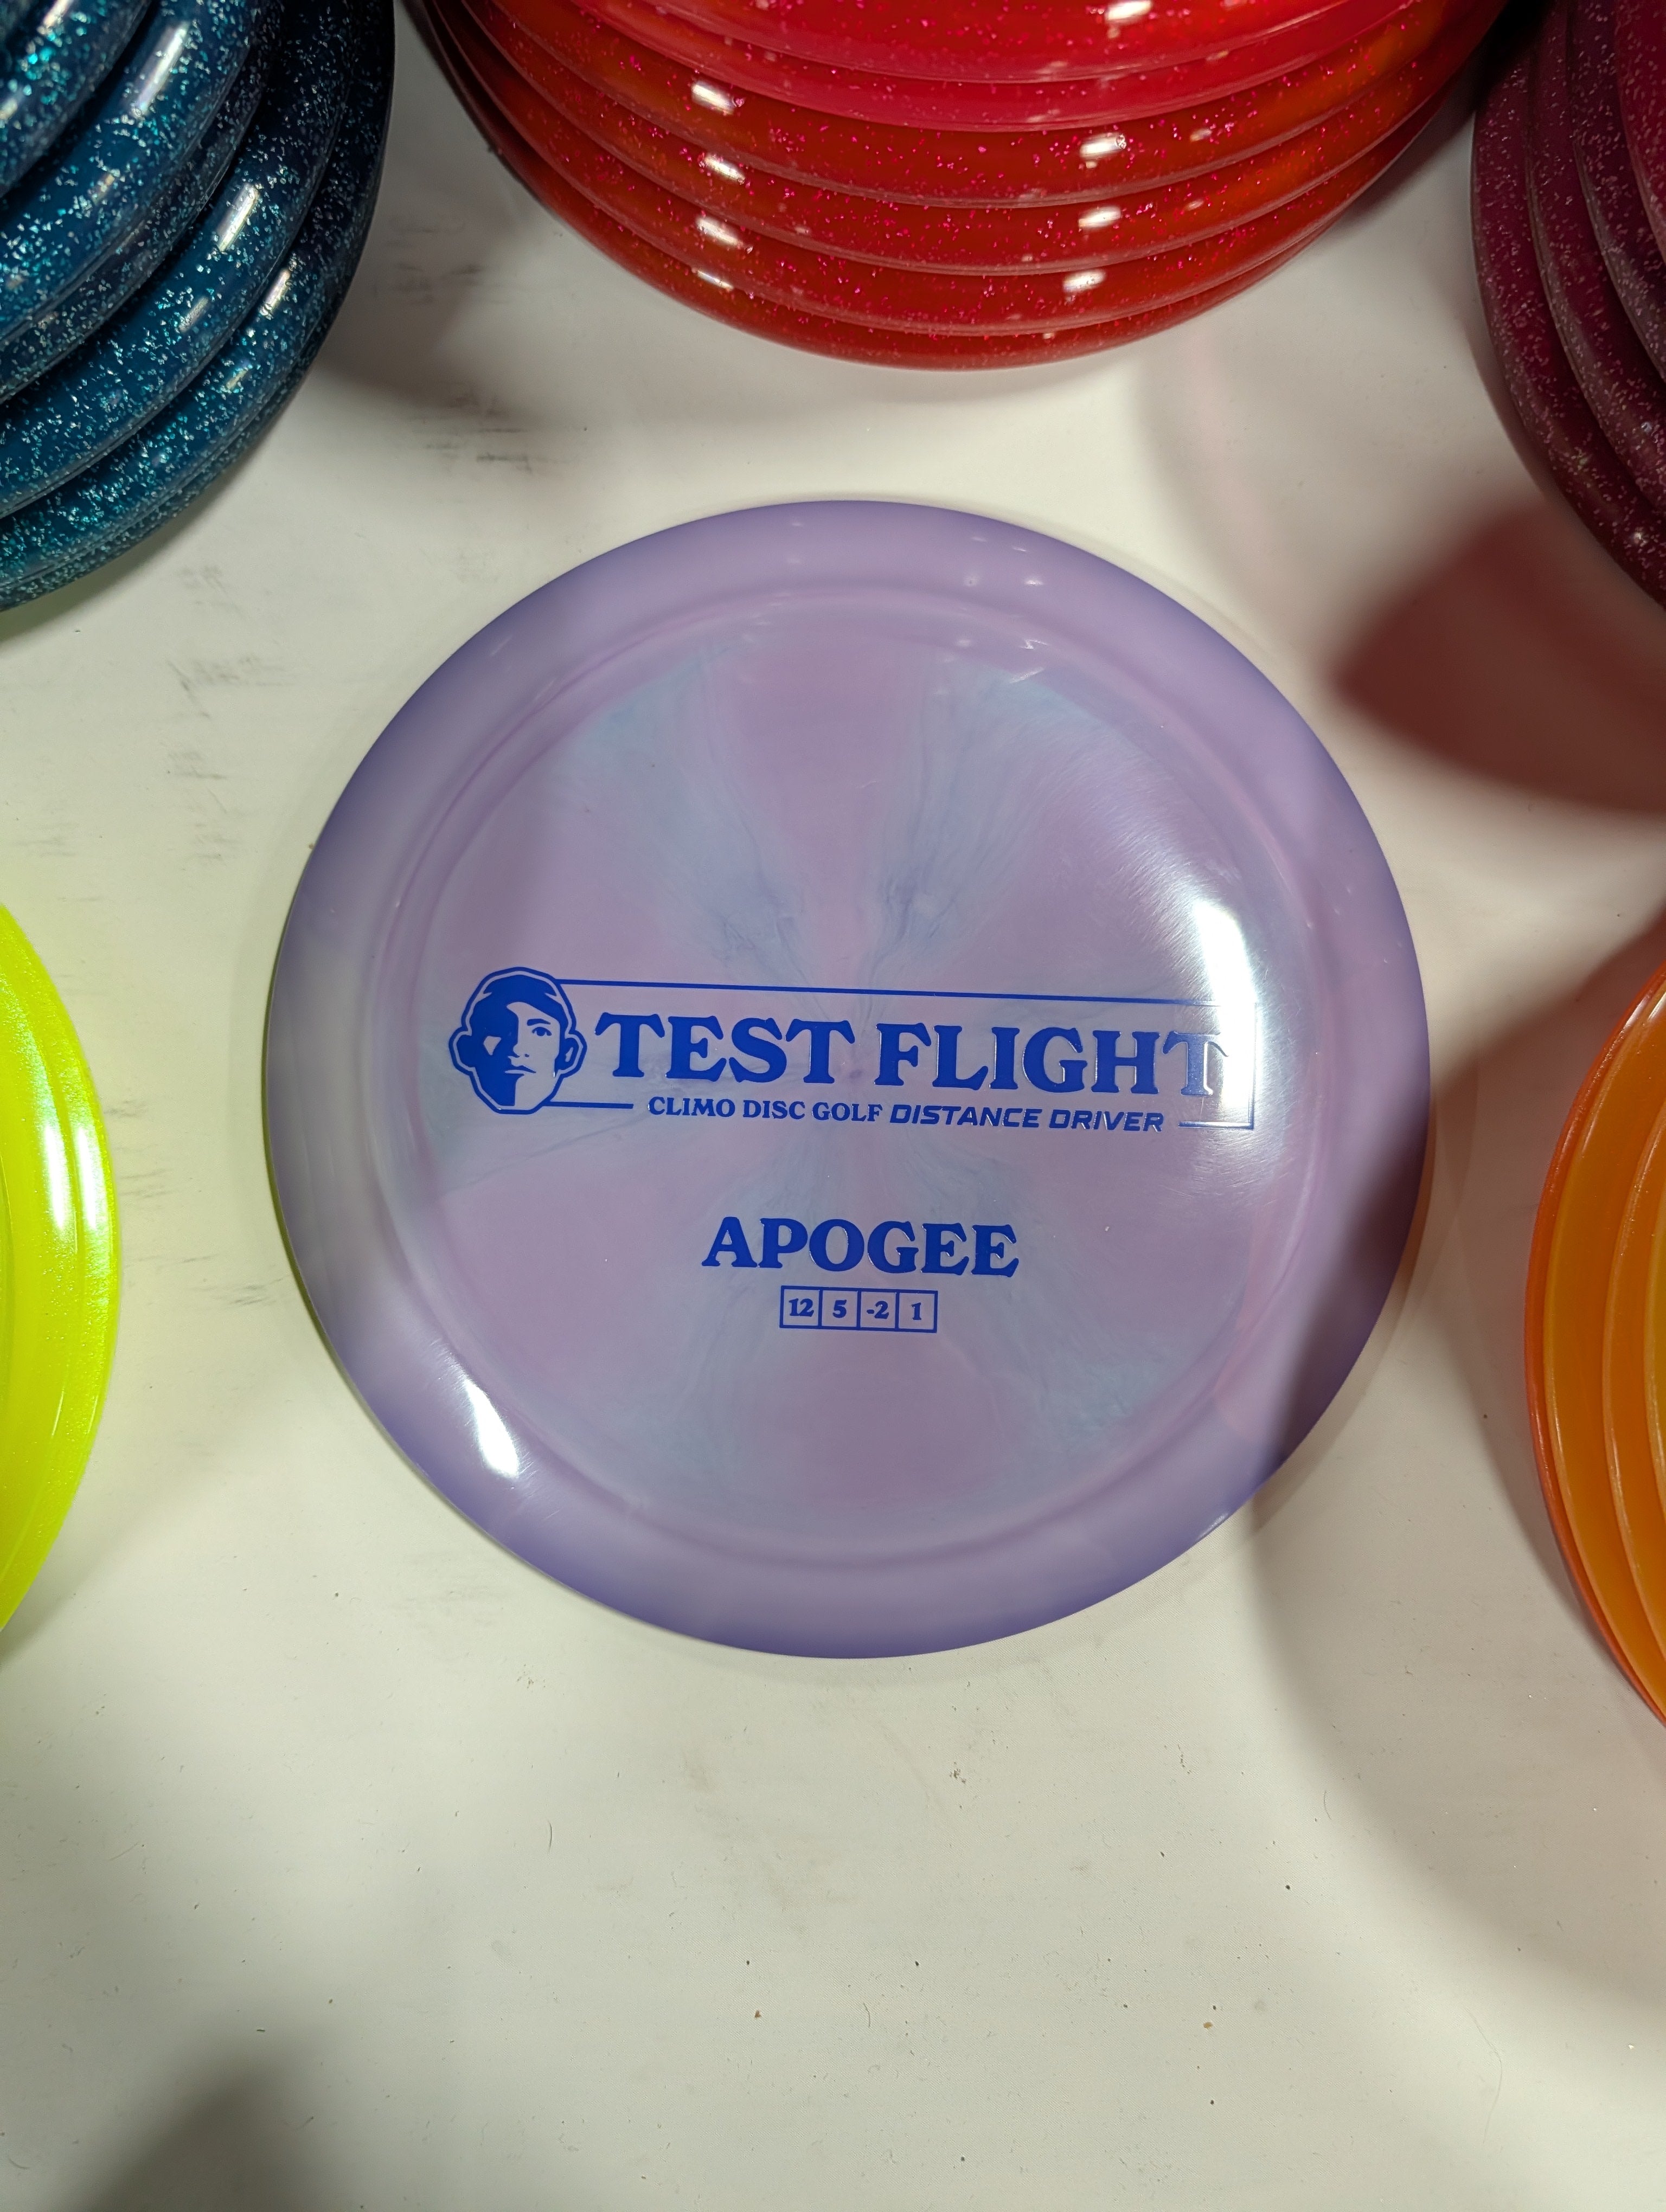 TEST FLIGHT
CLIMO DISC GOLF DISTANCE DRIVER
APOGEE
12 5 -2 1